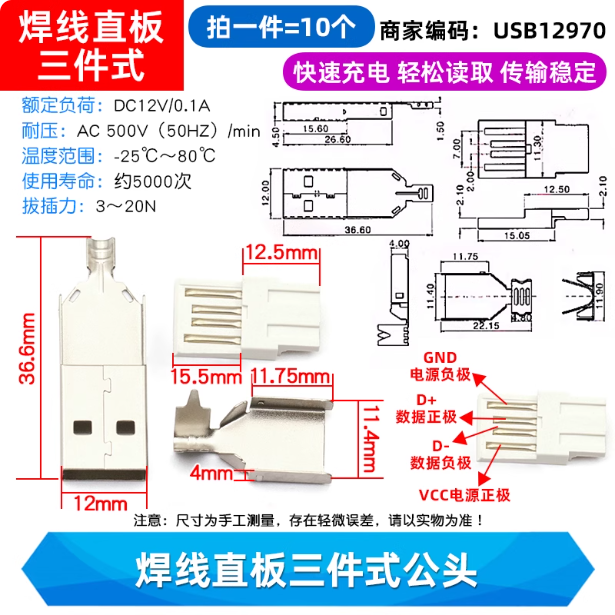 焊线直板
三件式
拍一件=10个
商家编码：USB12970
快速充电 轻松读取 传输稳定
额定负荷：DC12V/0.1A
耐压：AC 500V（50HZ）/min
温度范围：-25℃～80℃
使用寿命：约5000次
拔插力：3～20N
4.50
15.60
26.60
1.50
12.00
36.60
7.00
2.00
11.30
2.10
12.50
15.05
2.10
4.00
11.75
11.40
22.15
4.80
11.90
36.6mm
12mm
12.5mm
15.5mm
11.75mm
11.4mm
4mm
GND
电源负极
D+
数据正极
D-
数据负极
VCC电源正极
注意：尺寸为手工测量，存在轻微误差，请以实物为准！
焊线直板三件式公头